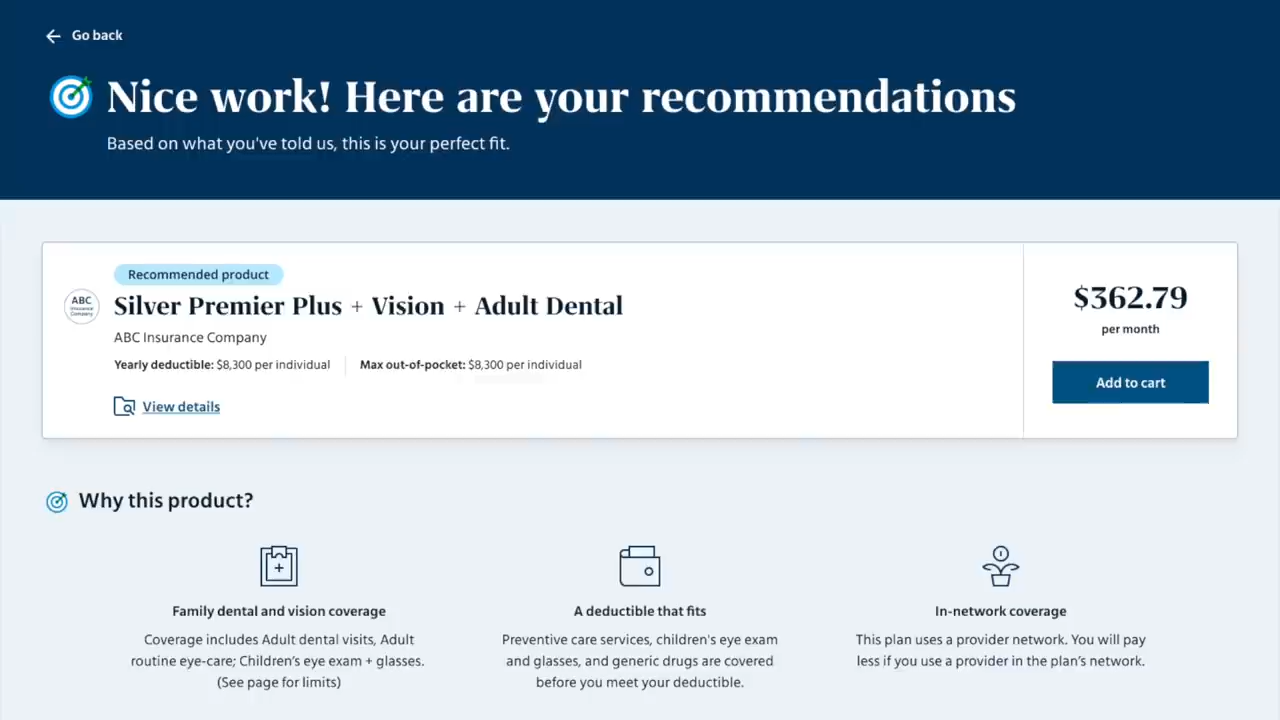 Go back
Nice work! Here are your recommendations
Based on what you've told us, this is your perfect fit.
Recommended product
ABC
Insurance
Company
Silver Premier Plus + Vision + Adult Dental
ABC Insurance Company
Yearly deductible: $8,300 per individual
Max out-of-pocket: $8,300 per individual
View details
$362.79
per month
Add to cart
Why this product?
Family dental and vision coverage
Coverage includes Adult dental visits, Adult
routine eye-care; Children's eye exam + glasses.
(See page for limits)
A deductible that fits
Preventive care services, children's eye exam
and glasses, and generic drugs are covered
before you meet your deductible.
In-network coverage
This plan uses a provider network. You will pay
less if you use a provider in the plan's network.